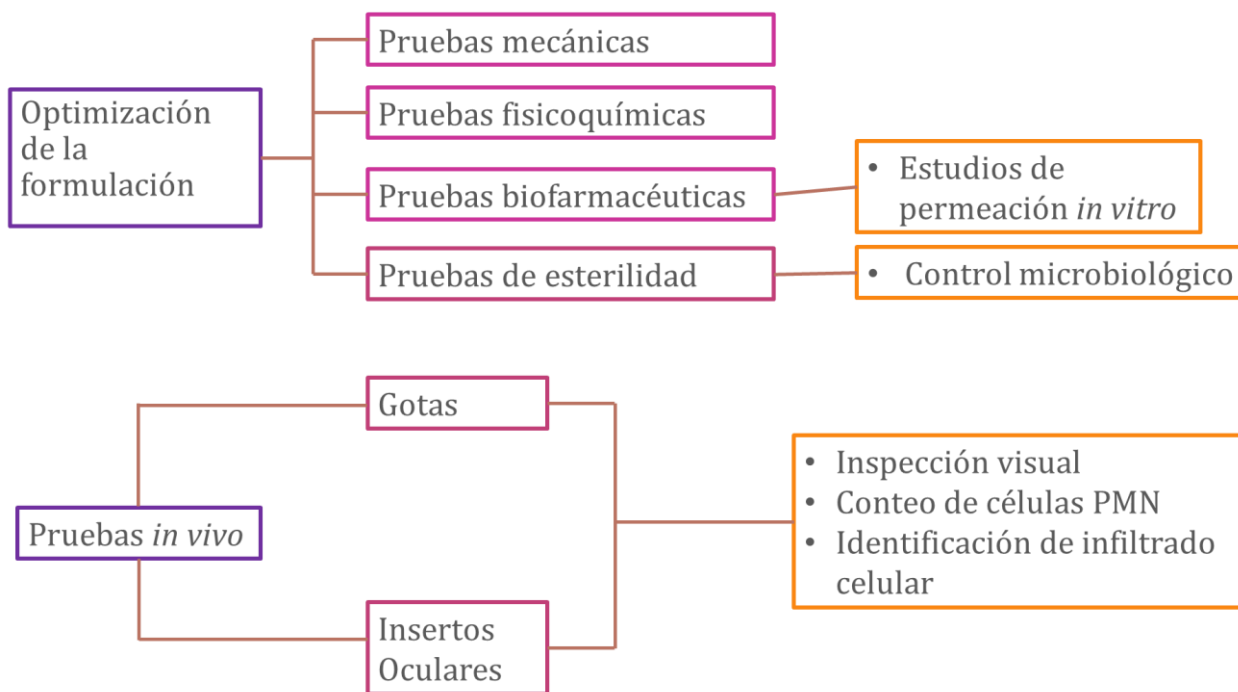 Optimización
de la
formulación
Pruebas mecánicas
Pruebas fisicoquímicas
Pruebas biofarmacéuticas
• Estudios de
permeación in vitro
Pruebas de esterilidad
• Control microbiológico
Pruebas in vivo
Gotas
Insertos
Oculares
• Inspección visual
• Conteo de células PMN
• Identificación de infiltrado
celular